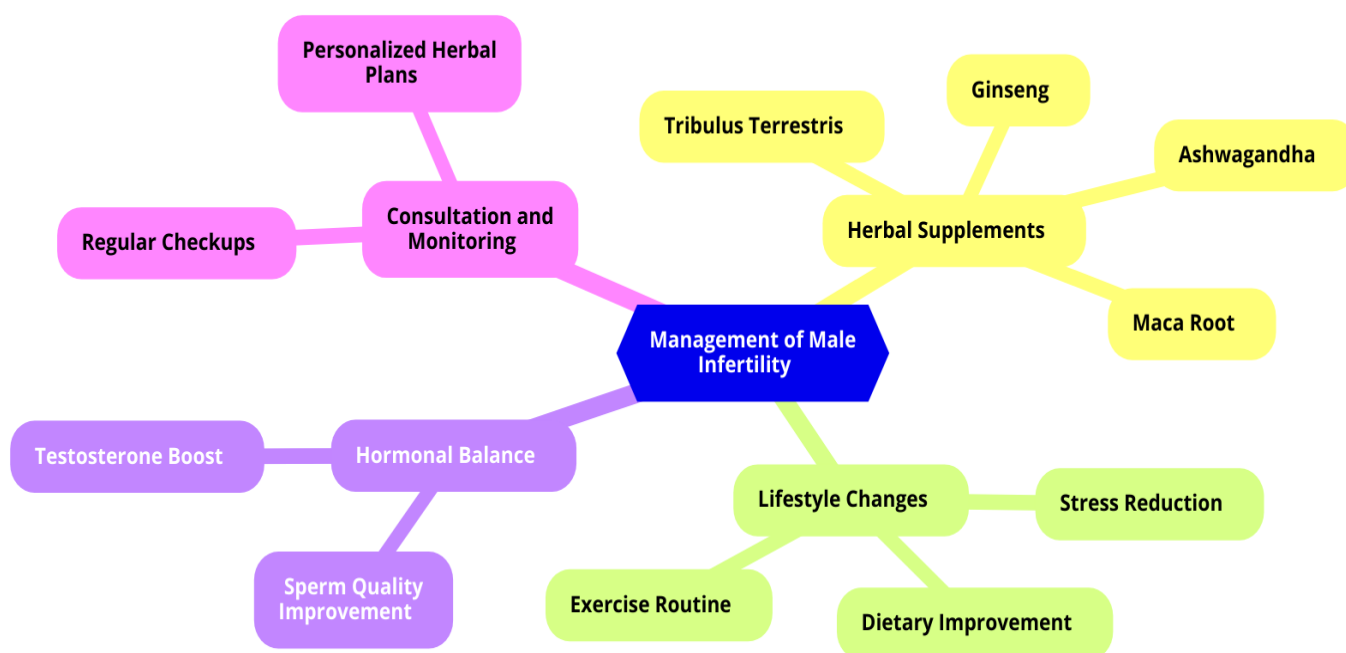 Personalized Herbal
Plans
Ginseng
Tribulus Terrestris
Ashwagandha
Consultation and
Monitoring
Regular Checkups
Herbal Supplements
Maca Root
Management of Male
Infertility
Testosterone Boost
Hormonal Balance
Lifestyle Changes
Stress Reduction
Sperm Quality
Improvement
Exercise Routine
Dietary Improvement